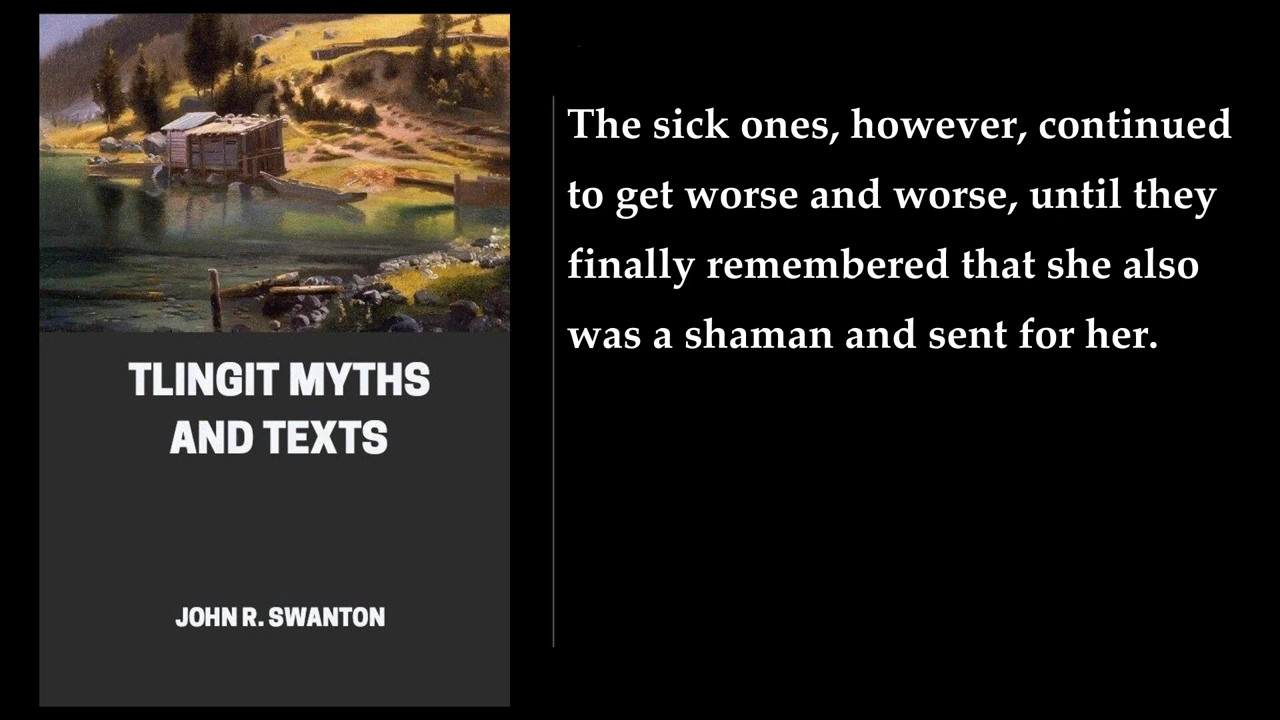 TLINGIT MYTHS
AND TEXTS
JOHN R. SWANTON
The sick ones, however, continued
to get worse and worse, until they
finally remembered that she also
was a shaman and sent for her.